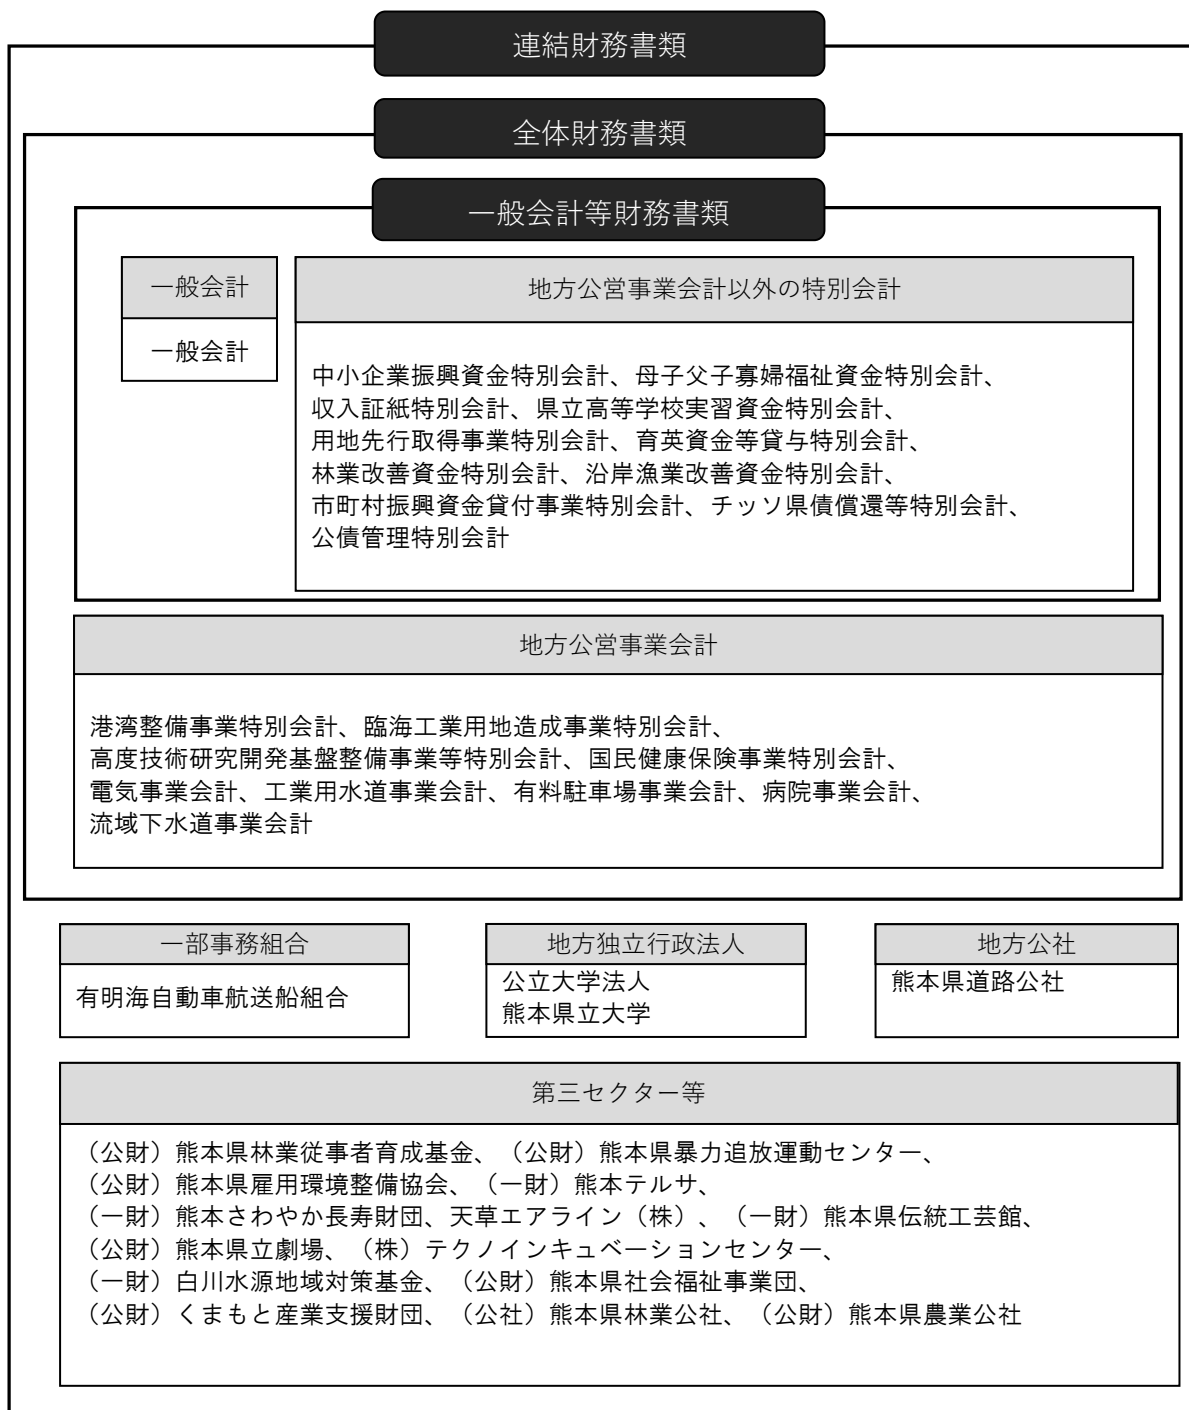 連結財務書類
全体財務書類
一般会計等財務書類
一般会計
一般会計
地方公営事業会計以外の特別会計
中小企業振興資金特別会計、母子父子寡婦福祉資金特別会計、
収入証紙特別会計、県立高等学校実習資金特別会計、
用地先行取得事業特別会計、育英資金等貸与特別会計、
林業改善資金特別会計、沿岸漁業改善資金特別会計、
市町村振興資金貸付事業特別会計、チッソ県債償還等特別会計、
公債管理特別会計
地方公営事業会計
港湾整備事業特別会計、臨海工業用地造成事業特別会計、
高度技術研究開発基盤整備事業等特別会計、国民健康保険事業特別会計、
電気事業会計、工業用水道事業会計、有料駐車場事業会計、病院事業会計、
流域下水道事業会計
一部事務組合
有明海自動車航送船組合
地方独立行政法人
公立大学法人
熊本県立大学
地方公社
熊本県道路公社
第三セクター等
（公財）熊本県林業従事者育成基金、（公財）熊本県暴力追放運動センター、
（公財）熊本県雇用環境整備協会、（一財）熊本テルサ、
（一財）熊本さわやか長寿財団、天草エアライン（株）、（一財）熊本県伝統工芸館、
（公財）熊本県立劇場、（株）テクノインキュベーションセンター、
（一財）白川水源地域対策基金、（公財）熊本県社会福祉事業団、
（公財）くまもと産業支援財団、（公社）熊本県林業公社、（公財）熊本県農業公社